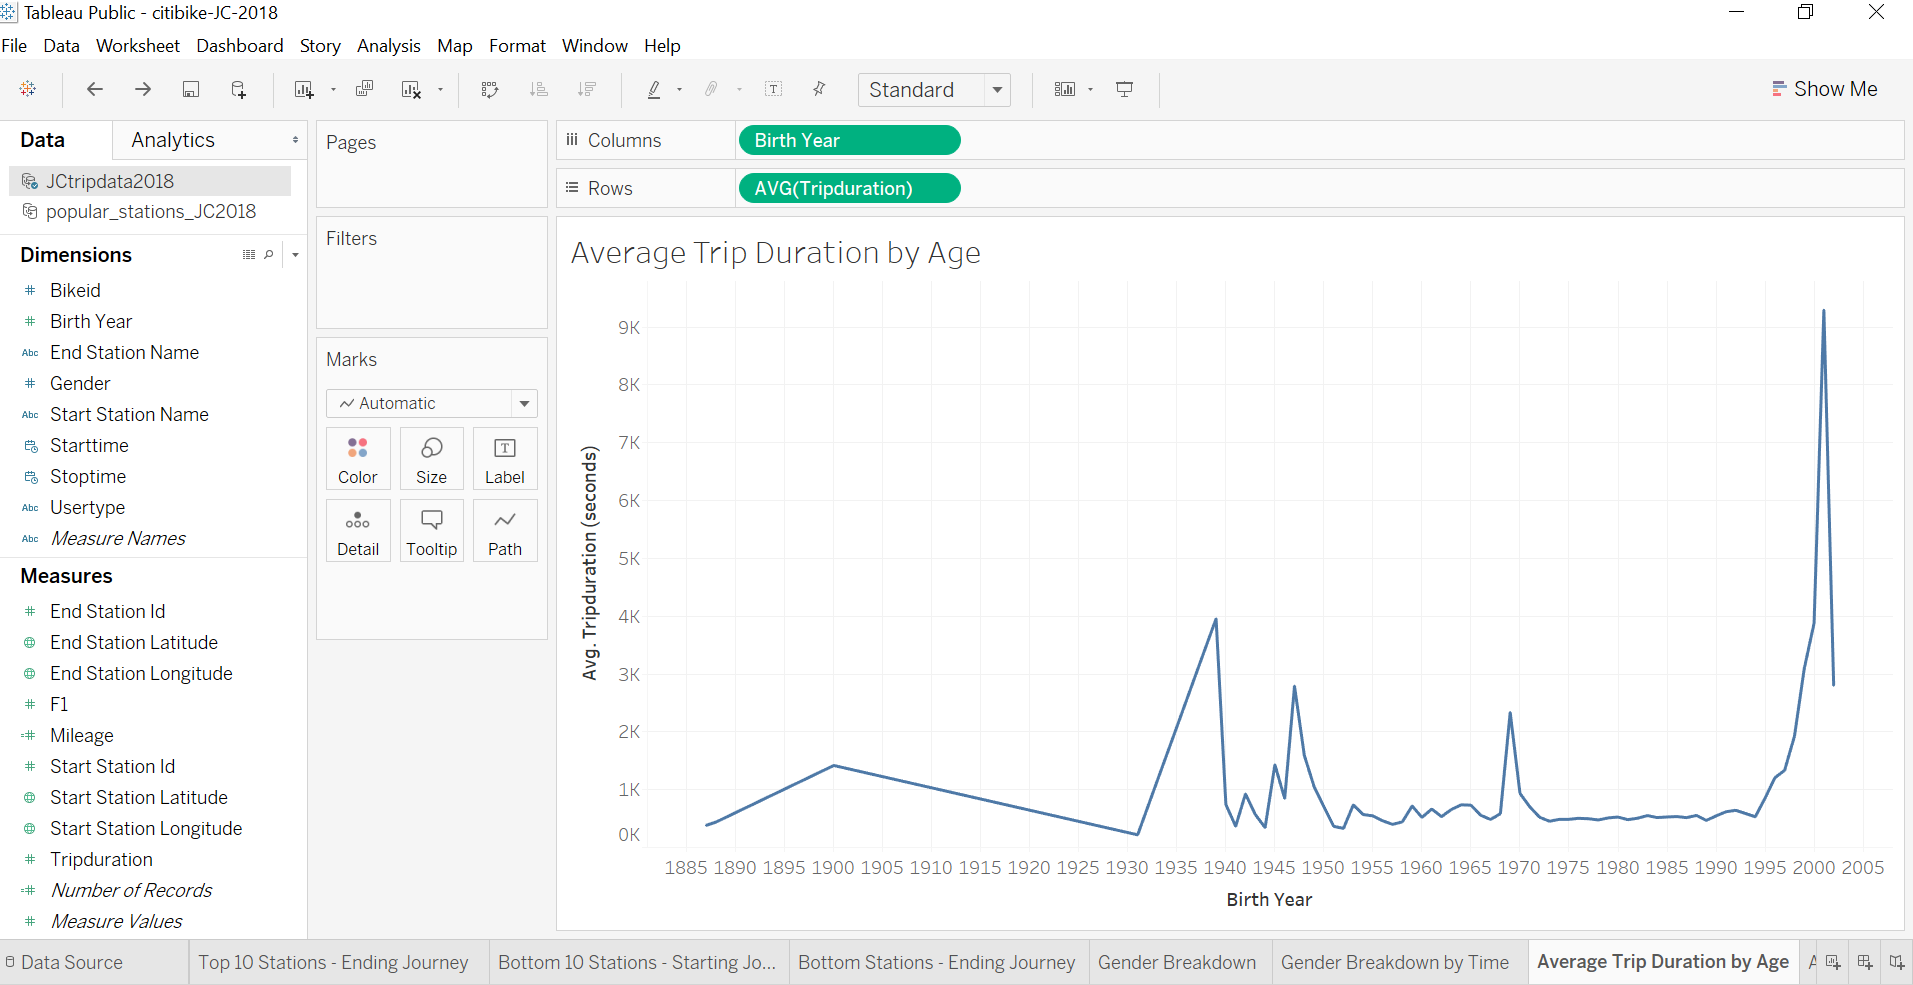 Tableau Public - citibike-JC-2018
File Data Worksheet Dashboard Story Analysis Map Format Window Help
Standard
Show Me
Data Analytics
JCtripdata2018
popular_stations_JC2018
Dimensions
# Bikeid
# Birth Year
Abc End Station Name
# Gender
Abc Start Station Name
Starttime
Stoptime
Abc Usertype
Abc Measure Names
Measures
# End Station Id
End Station Latitude
End Station Longitude
# F1
=# Mileage
# Start Station Id
Start Station Latitude
Start Station Longitude
# Tripduration
=# Number of Records
# Measure Values
Pages
Filters
Marks
Automatic
Color Size Label
Detail Tooltip Path
Columns Birth Year
Rows AVG(Tripduration)
Average Trip Duration by Age
Avg. Tripduration (seconds)
9K
8K
7K
6K
5K
4K
3K
2K
1K
0K
1885 1890 1895 1900 1905 1910 1915 1920 1925 1930 1935 1940 1945 1950 1955 1960 1965 1970 1975 1980 1985 1990 1995 2000 2005
Birth Year
Data Source Top 10 Stations - Ending Journey Bottom 10 Stations - Starting Jo... Bottom Stations - Ending Journey Gender Breakdown Gender Breakdown by Time Average Trip Duration by Age A